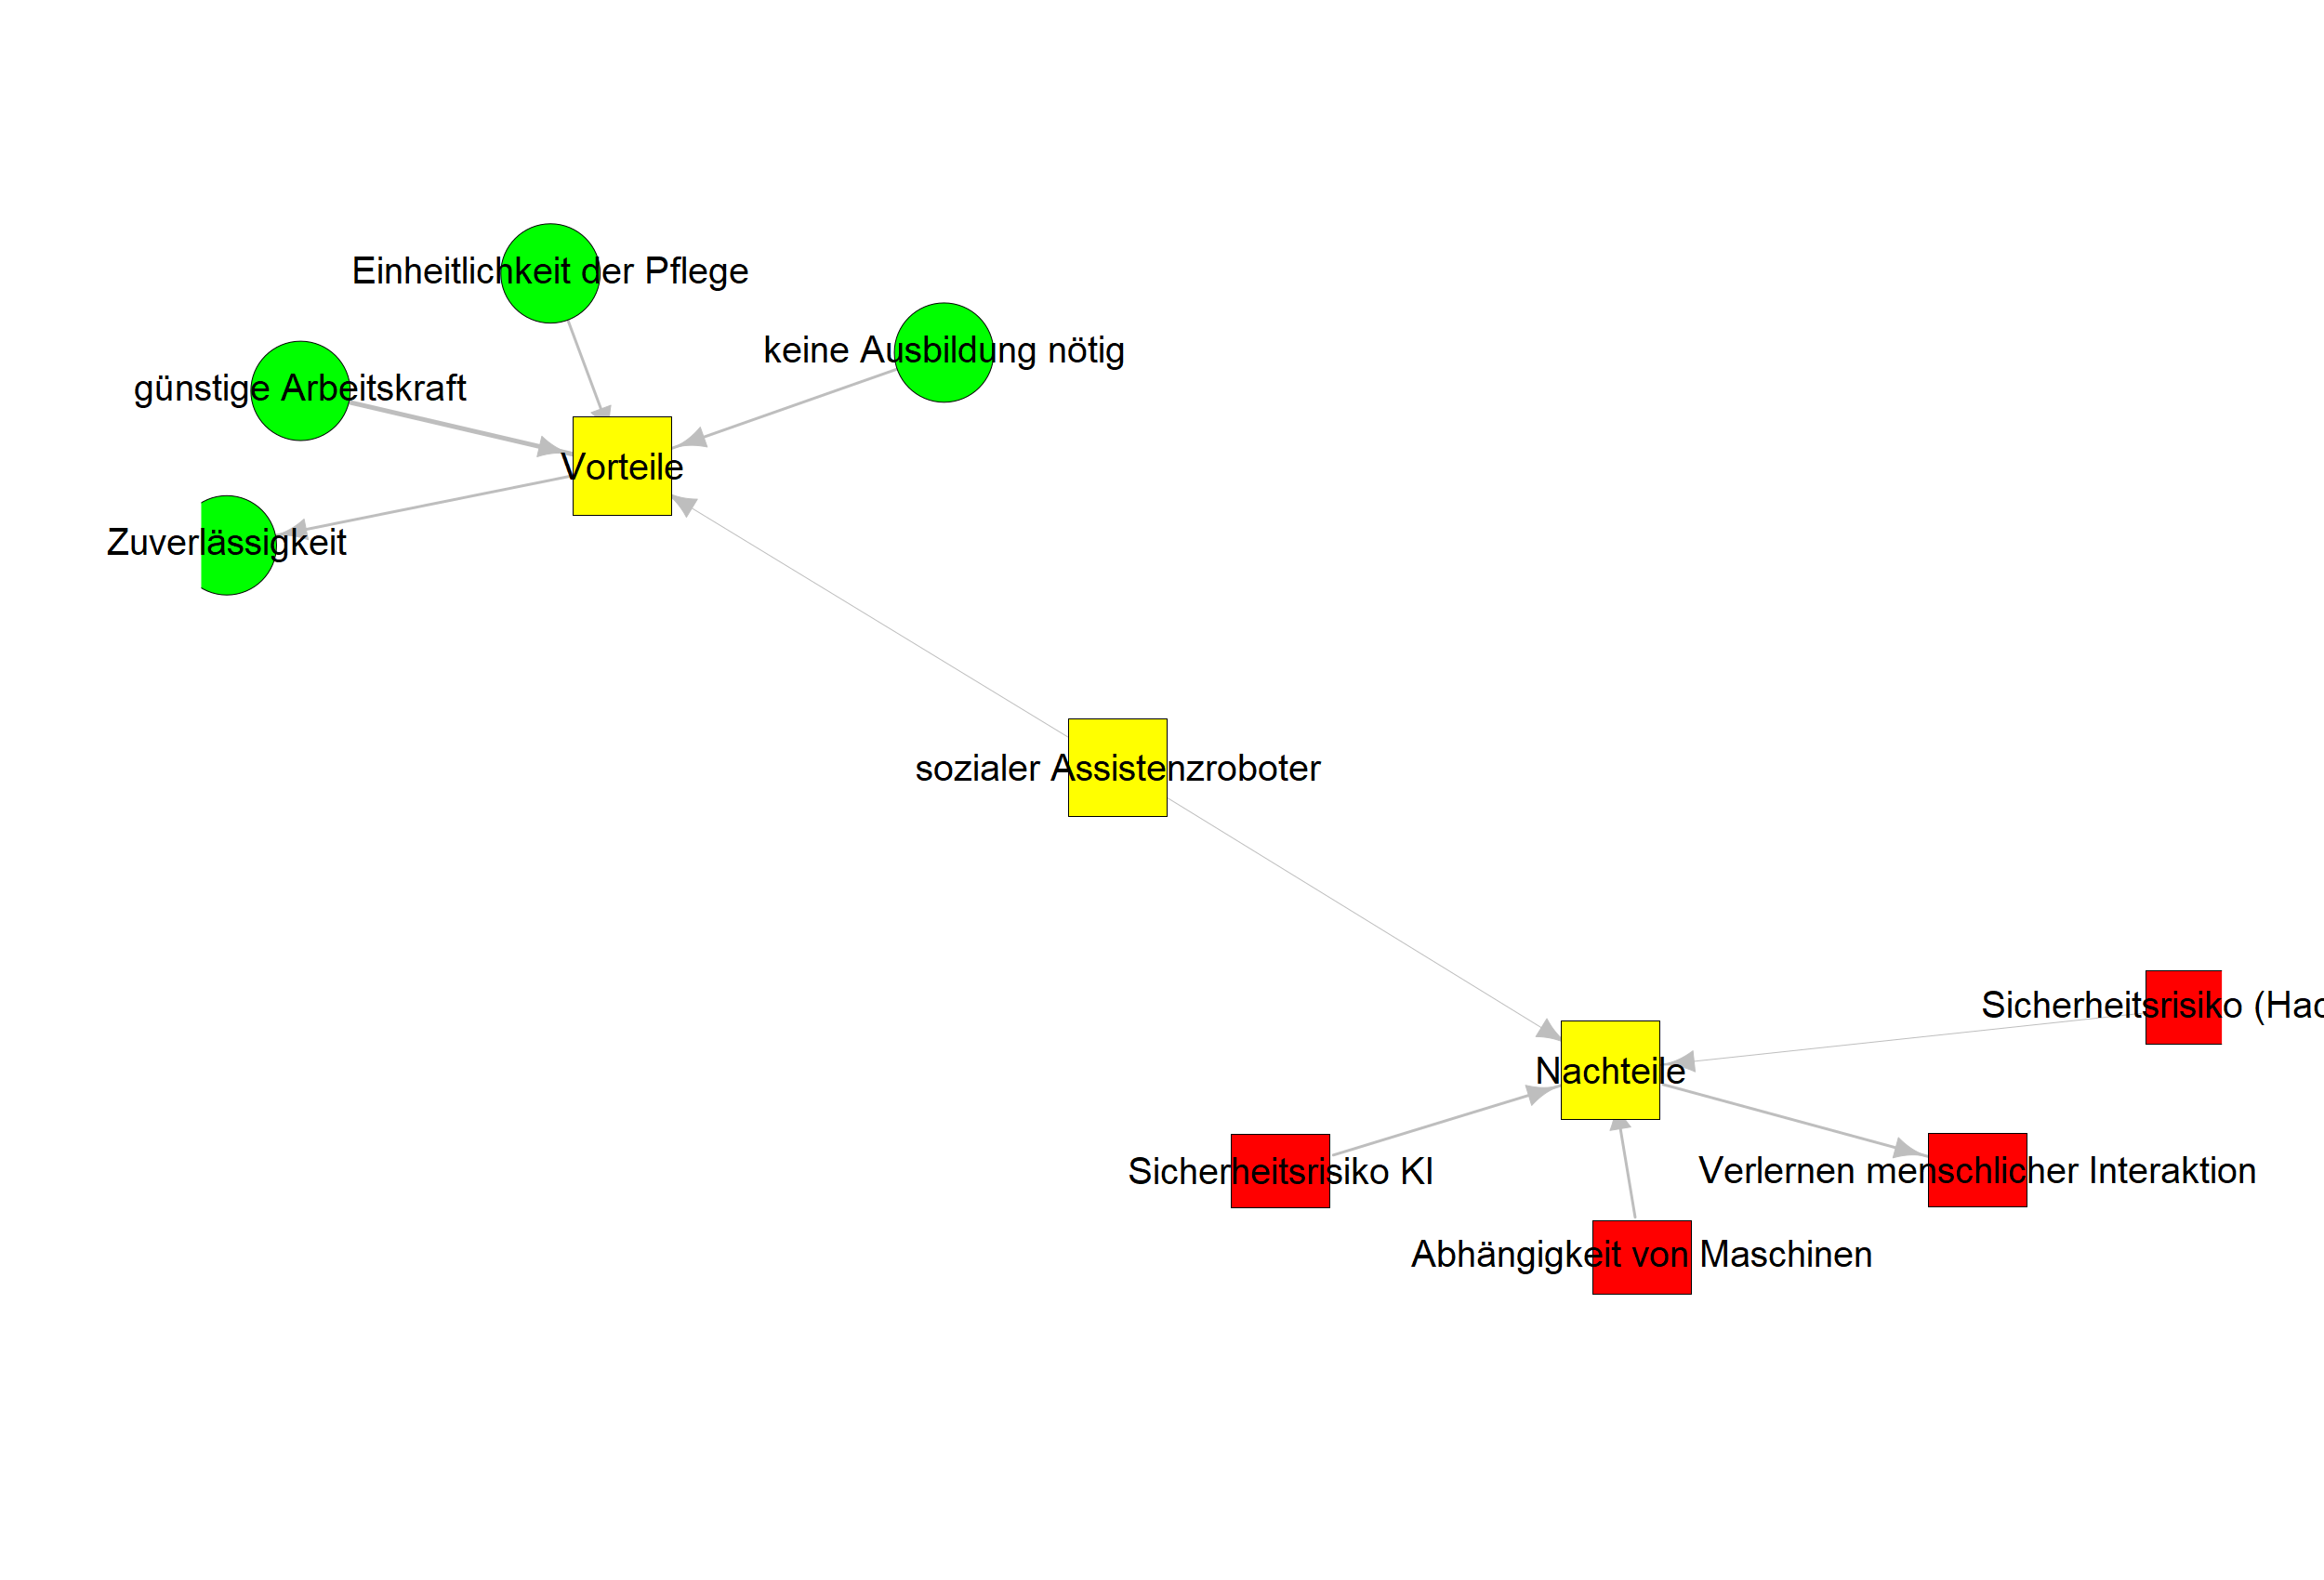 Einheitlichkeit der Pflege
keine Ausbildung nötig
günstige Arbeitskraft
Vorteile
Zuverlässigkeit
sozialer Assistenzroboter
Sicherheitsrisiko (Hac
Nachteile
Sicherheitsrisiko KI
Verlernen menschlicher Interaktion
Abhängigkeit von Maschinen